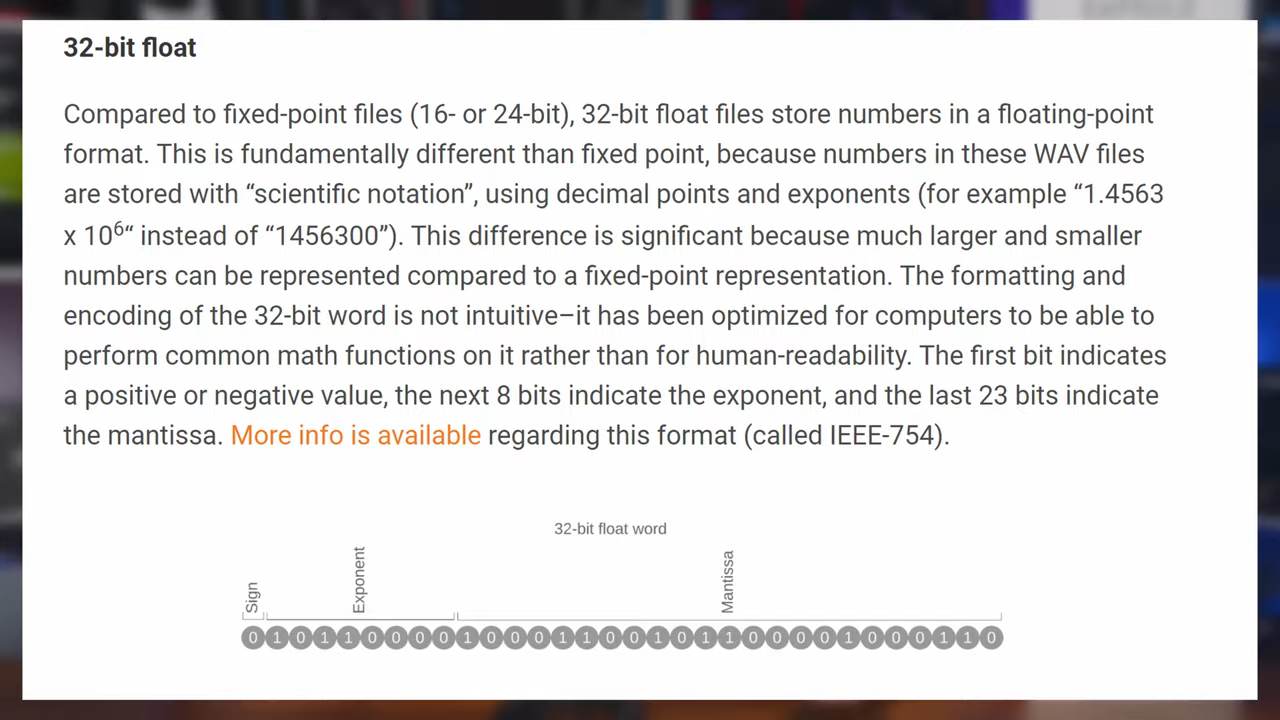 32-bit float
Compared to fixed-point files (16- or 24-bit), 32-bit float files store numbers in a floating-point
format. This is fundamentally different than fixed point, because numbers in these WAV files
are stored with “scientific notation”, using decimal points and exponents (for example “1.4563
x 10⁶“ instead of “1456300”). This difference is significant because much larger and smaller
numbers can be represented compared to a fixed-point representation. The formatting and
encoding of the 32-bit word is not intuitive–it has been optimized for computers to be able to
perform common math functions on it rather than for human-readability. The first bit indicates
a positive or negative value, the next 8 bits indicate the exponent, and the last 23 bits indicate
the mantissa. More info is available regarding this format (called IEEE-754).
32-bit float word
Sign
Exponent
Mantissa
0 1 0 1 1 0 0 0 0 1 0 0 0 1 1 0 0 1 0 1 1 0 0 0 0 1 0 0 0 1 1 0